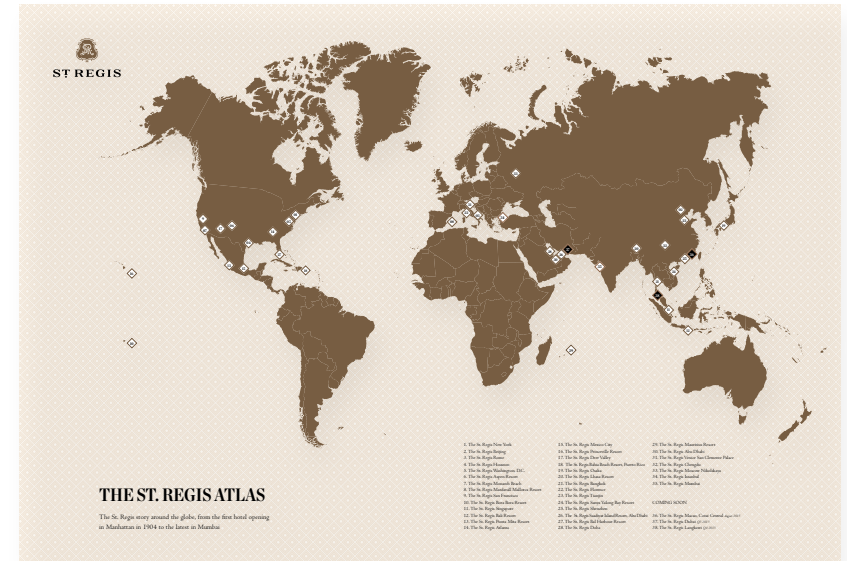 ST REGIS
THE ST. REGIS ATLAS
The St. Regis story around the globe, from the first hotel opening
in Manhattan in 1904 to the latest in Mumbai
1. The St. Regis New York
2. The St. Regis Beijing
3. The St. Regis Rome
4. The St. Regis Houston
5. The St. Regis Washington D.C.
6. The St. Regis Aspen Resort
7. The St. Regis Monarch Beach
8. The St. Regis Mardavall Mallorca Resort
9. The St. Regis San Francisco
10. The St. Regis Bora Bora Resort
11. The St. Regis Singapore
12. The St. Regis Bali Resort
13. The St. Regis Punta Mita Resort
14. The St. Regis Atlanta
15. The St. Regis Mexico City
16. The St. Regis Princeville Resort
17. The St. Regis Deer Valley
18. The St. Regis Bahia Beach Resort, Puerto Rico
19. The St. Regis Osaka
20. The St. Regis Lhasa Resort
21. The St. Regis Bangkok
22. The St. Regis Florence
23. The St. Regis Tianjin
24. The St. Regis Sanya Yalong Bay Resort
25. The St. Regis Shenzhen
26. The St. Regis Saadiyat Island Resort, Abu Dhabi
27. The St. Regis Bal Harbour Resort
28. The St. Regis Doha
29. The St. Regis Mauritius Resort
30. The St. Regis Abu Dhabi
31. The St. Regis Venice San Clemente Palace
32. The St. Regis Chengdu
33. The St. Regis Moscow Nikolskaya
34. The St. Regis Istanbul
35. The St. Regis Mumbai
COMING SOON
36. The St. Regis Macao, Cotai Central
37. The St. Regis Dubai
38. The St. Regis Langkawi